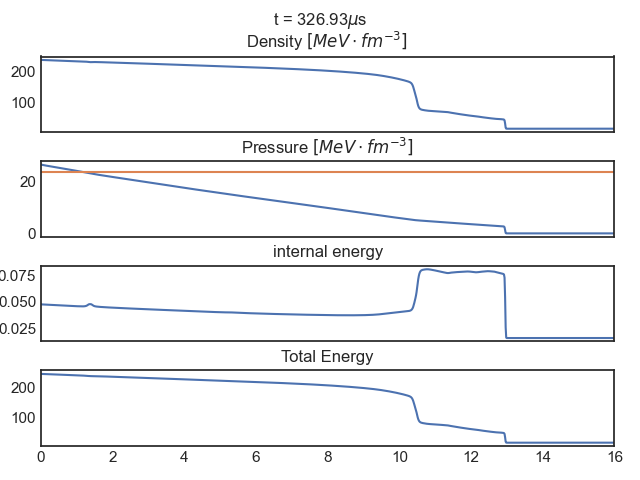 t = 326.93μs
Density [MeV · fm⁻³]
200
100
Pressure [MeV · fm⁻³]
20
0
internal energy
0.075
0.050
0.025
Total Energy
200
100
0 2 4 6 8 10 12 14 16